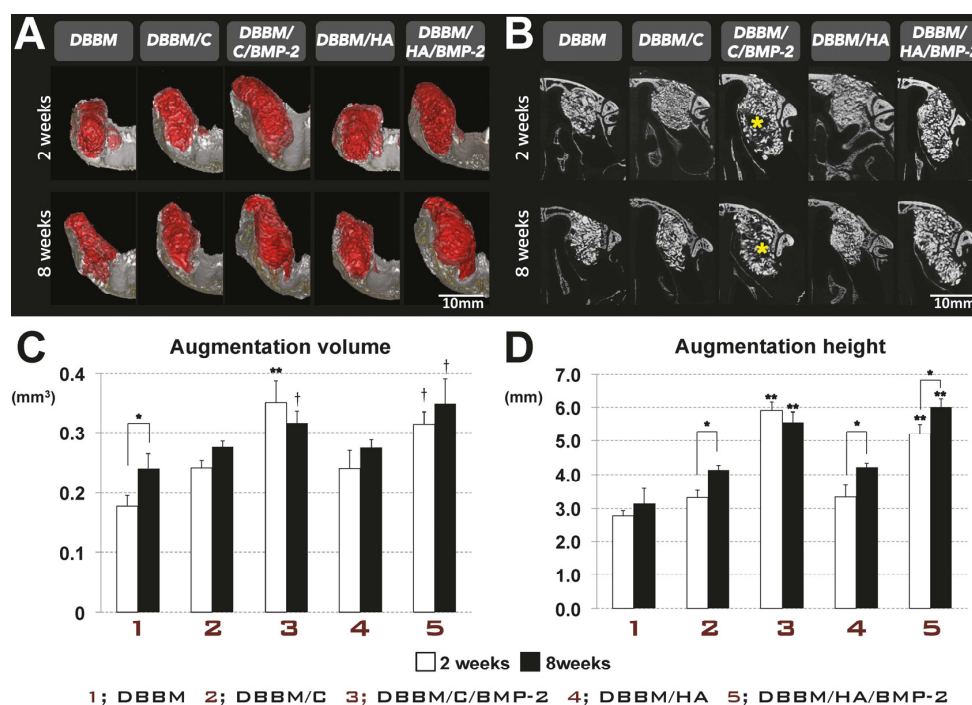 A
DBBM
DBBM/C
DBBM/
C/BMP-2
DBBM/HA
DBBM/
HA/BMP-2
2 weeks
8 weeks
10mm
B
DBBM
DBBM/C
DBBM/
C/BMP-2
DBBM/HA
DBBM/
HA/BMP-2
2 weeks
*
8 weeks
*
10mm
C
Augmentation volume
(mm³)
0.4
0.3
0.2
0.1
0
*
**
†
†
†
1
2
3
4
5
D
Augmentation height
(mm)
7.0
6.0
5.0
4.0
3.0
2.0
1.0
0.0
*
**
**
*
**
*
**
1
2
3
4
5
2 weeks 8weeks
1; DBBM 2; DBBM/C 3; DBBM/C/BMP-2 4; DBBM/HA 5; DBBM/HA/BMP-2